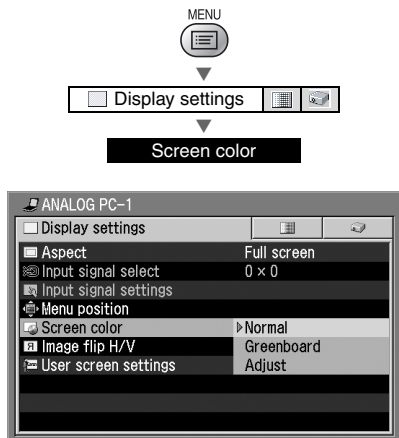 MENU
Display settings
Screen color
ANALOG PC-1
Display settings
Aspect Full screen
Input signal select 0 × 0
Input signal settings
Menu position
Screen color Normal
Image flip H/V Greenboard
User screen settings Adjust